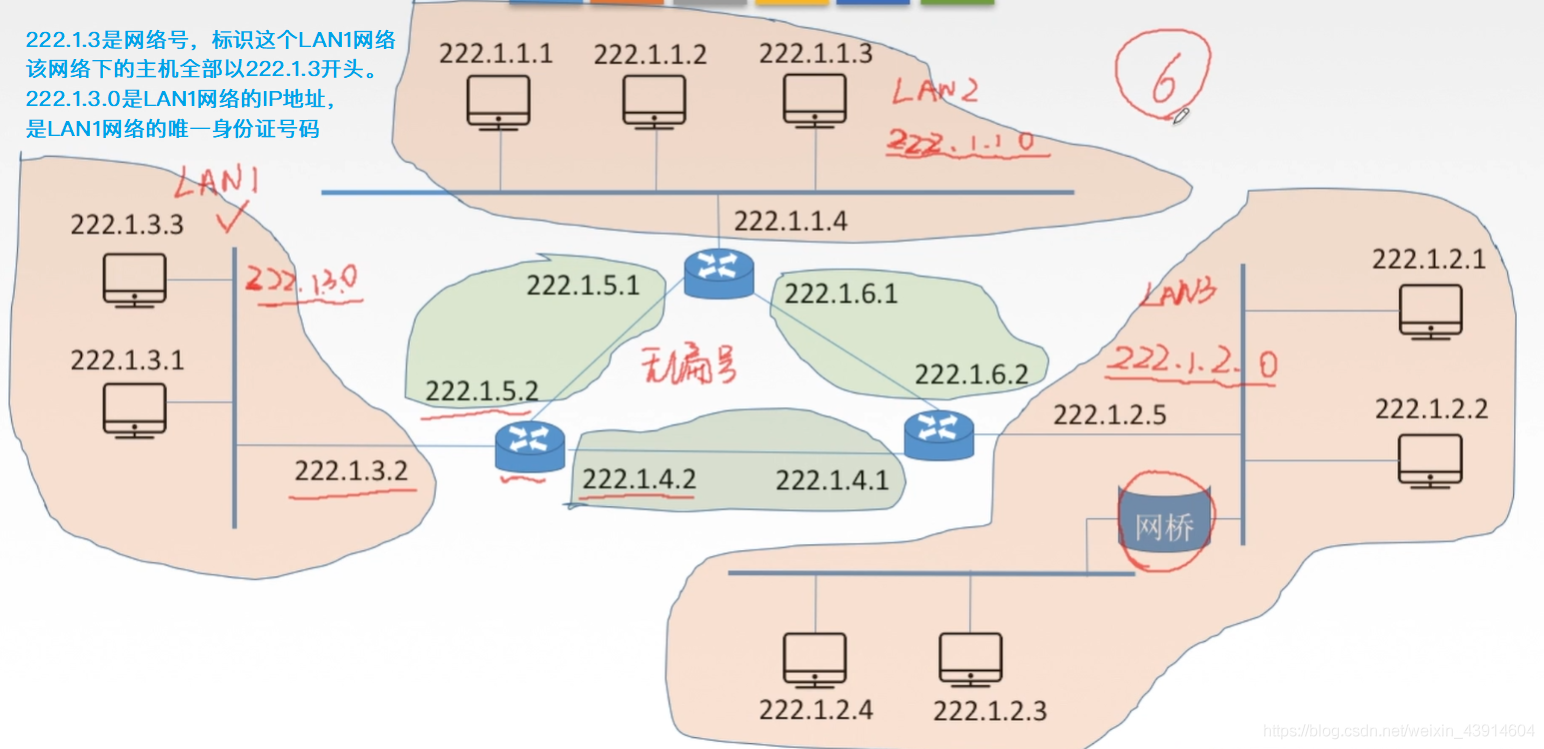 222.1.3是网络号，标识这个LAN1网络
该网络下的主机全部以222.1.3开头。
222.1.3.0是LAN1网络的IP地址，
是LAN1网络的唯一身份证号码
222.1.1.1
222.1.1.2
222.1.1.3
LAN2
222.1.1.0
6
LAN1
222.1.3.3
222.1.3.0
222.1.3.1
222.1.3.2
222.1.1.4
222.1.5.1
222.1.5.2
无编号
222.1.6.1
222.1.6.2
222.1.4.2
222.1.4.1
LAN3
222.1.2.0
222.1.2.1
222.1.2.2
222.1.2.5
网桥
222.1.2.4
222.1.2.3
https://blog.csdn.net/weixin_43914604